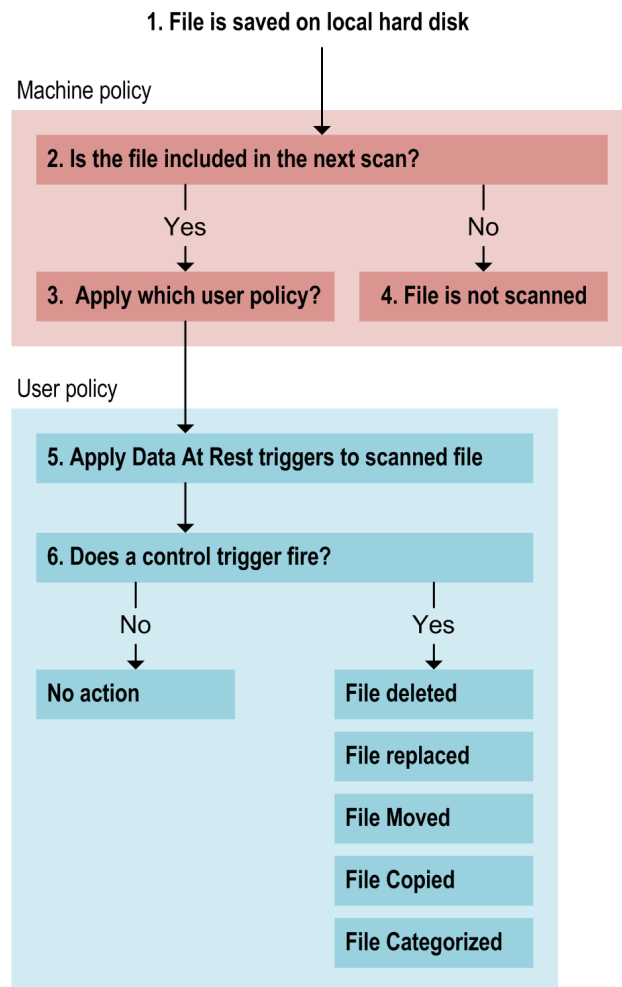 1. File is saved on local hard disk
Machine policy
2. Is the file included in the next scan?
Yes
No
3.  Apply which user policy?
4. File is not scanned
User policy
5. Apply Data At Rest triggers to scanned file
6. Does a control trigger fire?
No
Yes
No action
File deleted
File replaced
File Moved
File Copied
File Categorized